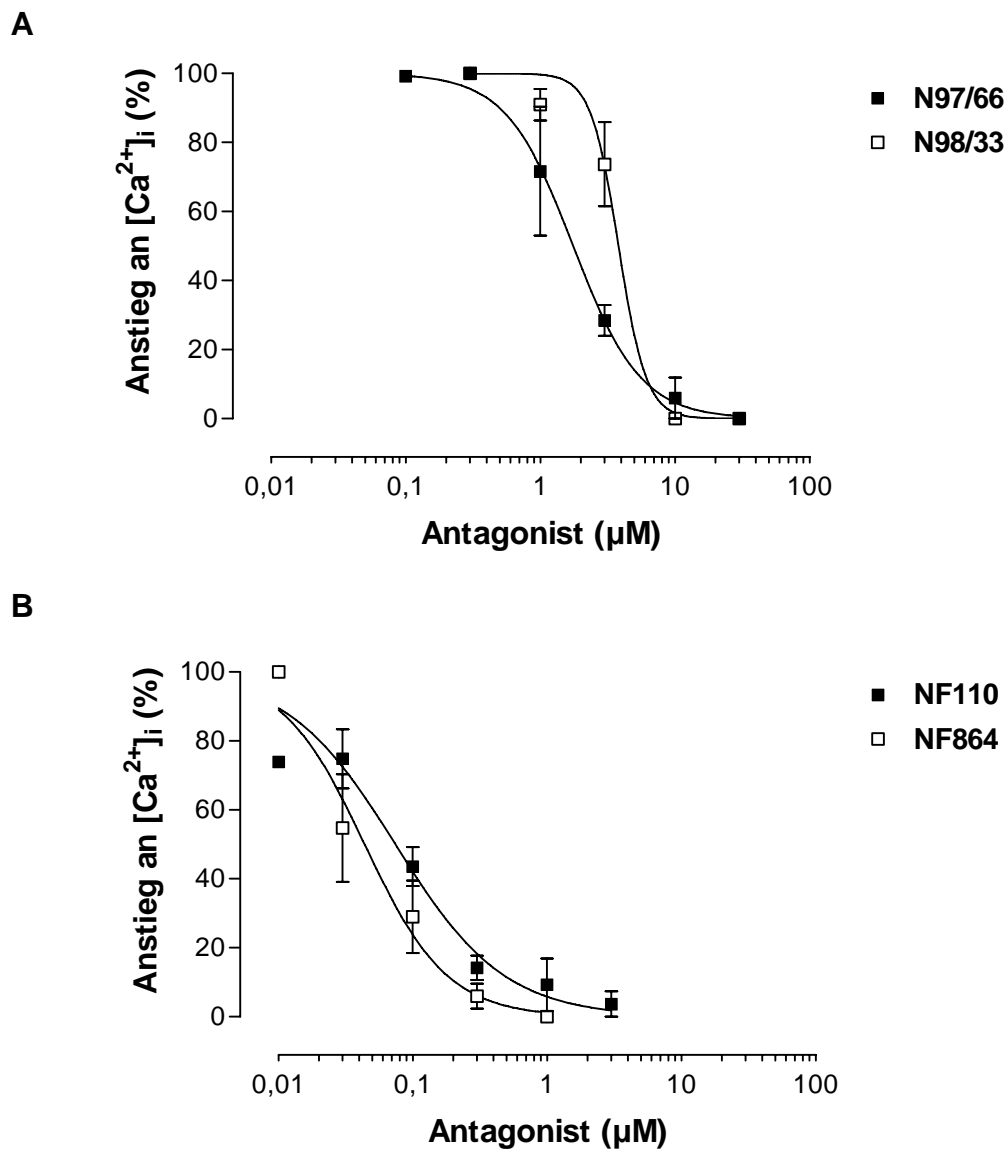 A
Anstieg an [Ca²⁺]ᵢ (%)
100
80
60
40
20
0
0,01
0,1
1
10
100
Antagonist (µM)
N97/66
N98/33
B
Anstieg an [Ca²⁺]ᵢ (%)
100
80
60
40
20
0
0,01
0,1
1
10
100
Antagonist (µM)
NF110
NF864